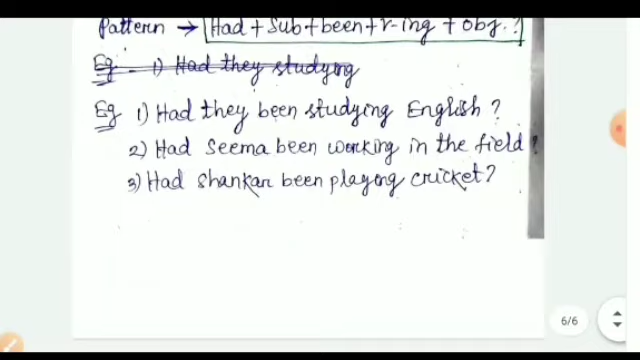 Pattern → Had + Sub + been + v-ing + obj. ?
Eg 1) Had they studying
Eg 1) Had they been studying English ?
2) Had Seema been working in the field ?
3) Had Shankar been playing cricket ?
6/6